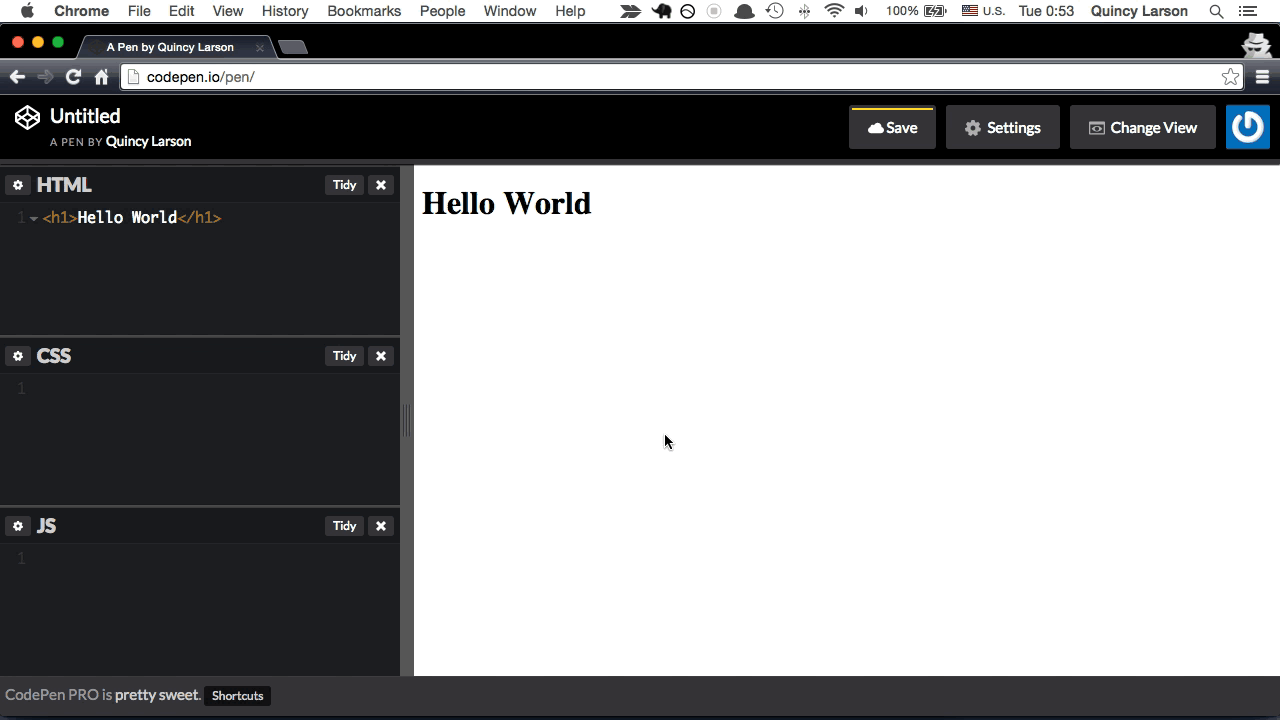 Chrome File Edit View History Bookmarks People Window Help 100% U.S. Tue 0:53 Quincy Larson
A Pen by Quincy Larson
codepen.io/pen/
Untitled
A PEN BY Quincy Larson
Save Settings Change View
HTML Tidy
1 <h1>Hello World</h1>
Hello World
CSS Tidy
1
JS Tidy
1
CodePen PRO is pretty sweet. Shortcuts